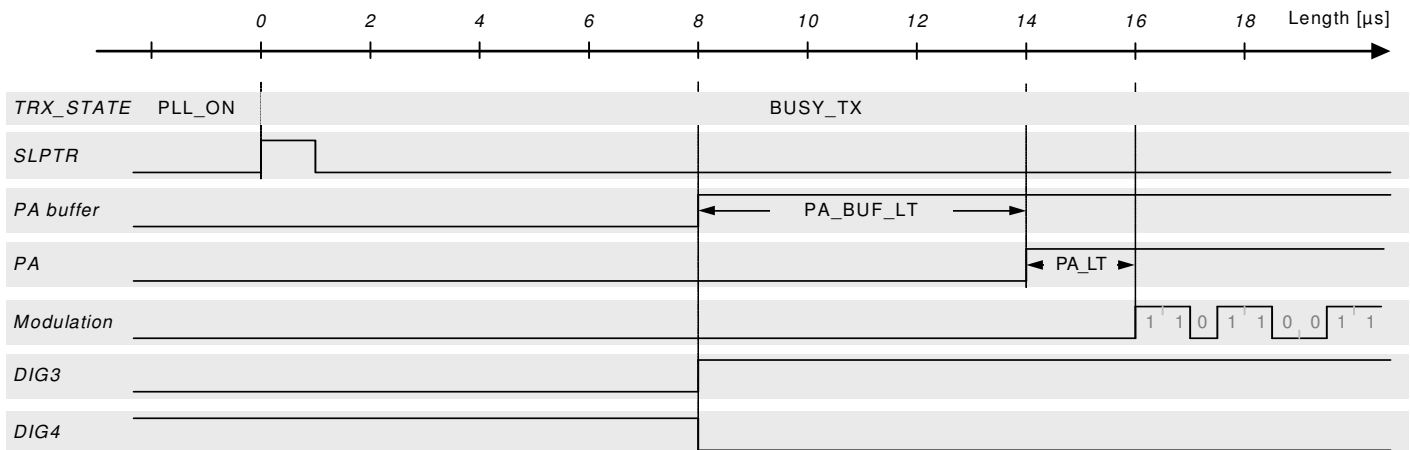 0 2 4 6 8 10 12 14 16 18 Length [µs]
TRX_STATE PLL_ON BUSY_TX
SLPTR
PA buffer PA_BUF_LT
PA PA_LT
Modulation 1 1 0 1 1 0 0 1 1
DIG3
DIG4